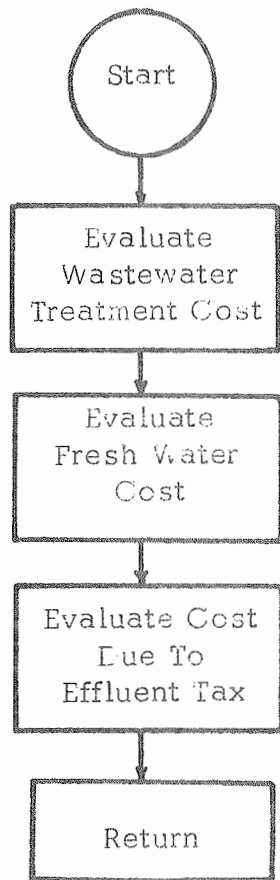 Start
Evaluate
Wastewater
Treatment Cost
Evaluate
Fresh Water
Cost
Evaluate Cost
Due To
Effluent Tax
Return